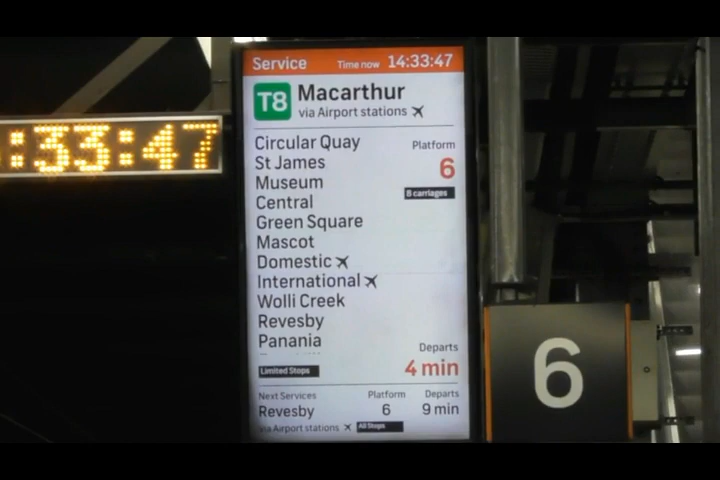 :33:47
Service Time now 14:33:47
T8 Macarthur
via Airport stations
Circular Quay
St James
Museum
Central
Green Square
Mascot
Domestic
International
Wolli Creek
Revesby
Panania
Platform
6
8 carriages
Limited Stops
Departs
4 min
Next Services Platform Departs
Revesby 6 9 min
via Airport stations All Stops
6